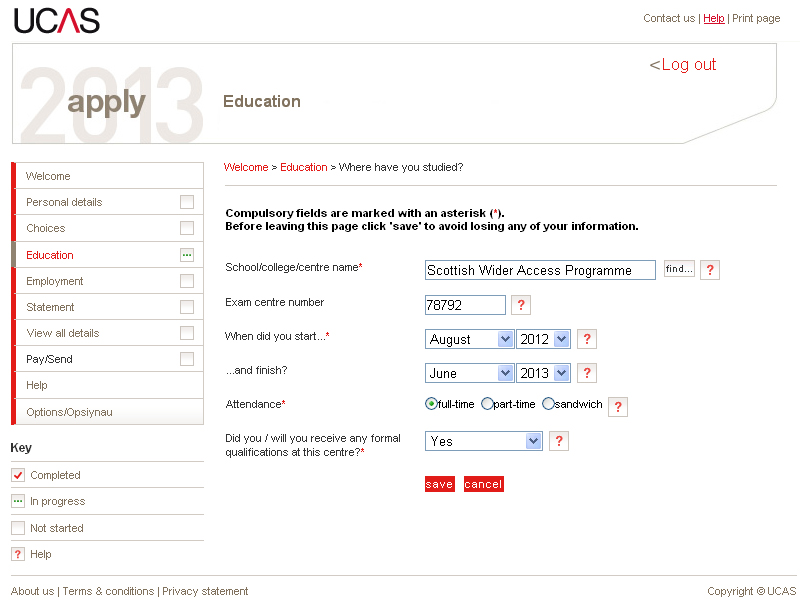 UCAS
Contact us | Help | Print page
2013
apply
Education
<Log out
Welcome
Personal details
Choices
Education
Employment
Statement
View all details
Pay/Send
Help
Options/Opsiynau
Key
Completed
In progress
Not started
? Help
Welcome > Education > Where have you studied?
Compulsory fields are marked with an asterisk (*).
Before leaving this page click 'save' to avoid losing any of your information.
School/college/centre name* Scottish Wider Access Programme find... ?
Exam centre number 78792 ?
When did you start...* August 2012 ?
...and finish? June 2013 ?
Attendance* full-time part-time sandwich ?
Did you / will you receive any formal
qualifications at this centre?* Yes ?
save cancel
About us | Terms & conditions | Privacy statement
Copyright © UCAS